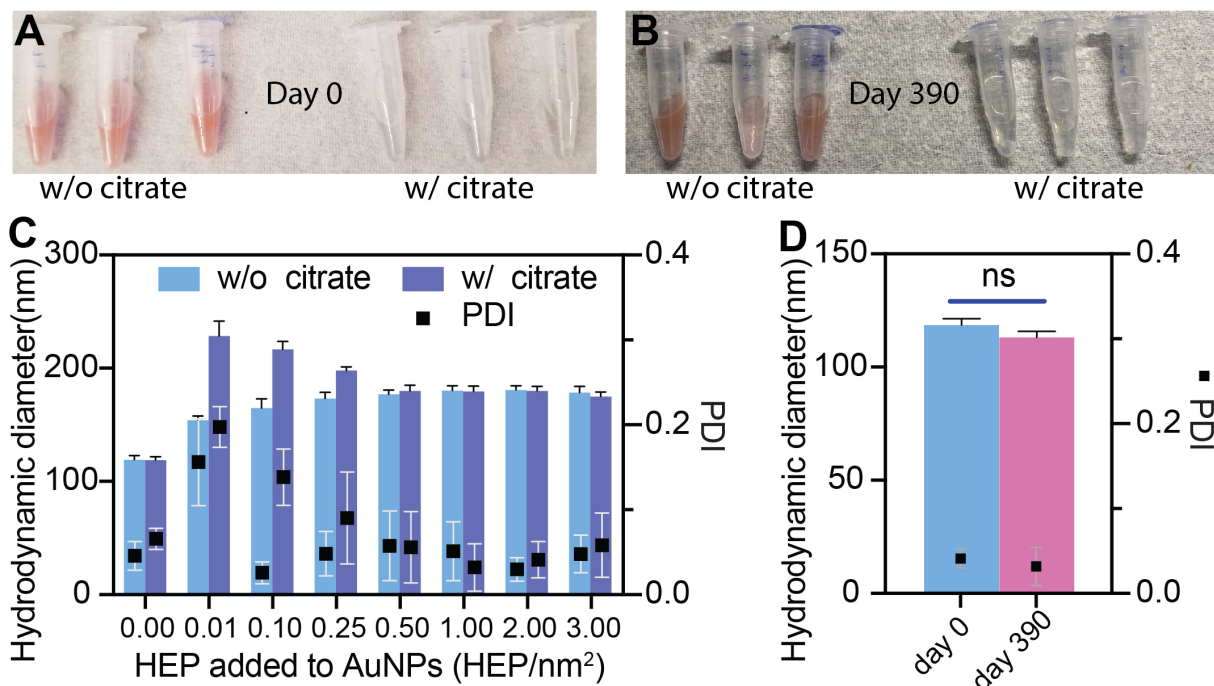 A
Day 0
w/o citrate
w/ citrate
B
Day 390
w/o citrate
w/ citrate
C
Hydrodynamic diameter(nm)
300
200
100
0
w/o citrate
w/ citrate
PDI
0.4
0.2
0.0
PDI
0.00 0.01 0.10 0.25 0.50 1.00 2.00 3.00
HEP added to AuNPs (HEP/nm²)
D
Hydrodynamic diameter(nm)
150
100
50
0
ns
0.4
0.2
0.0
PDI
day 0
day 390